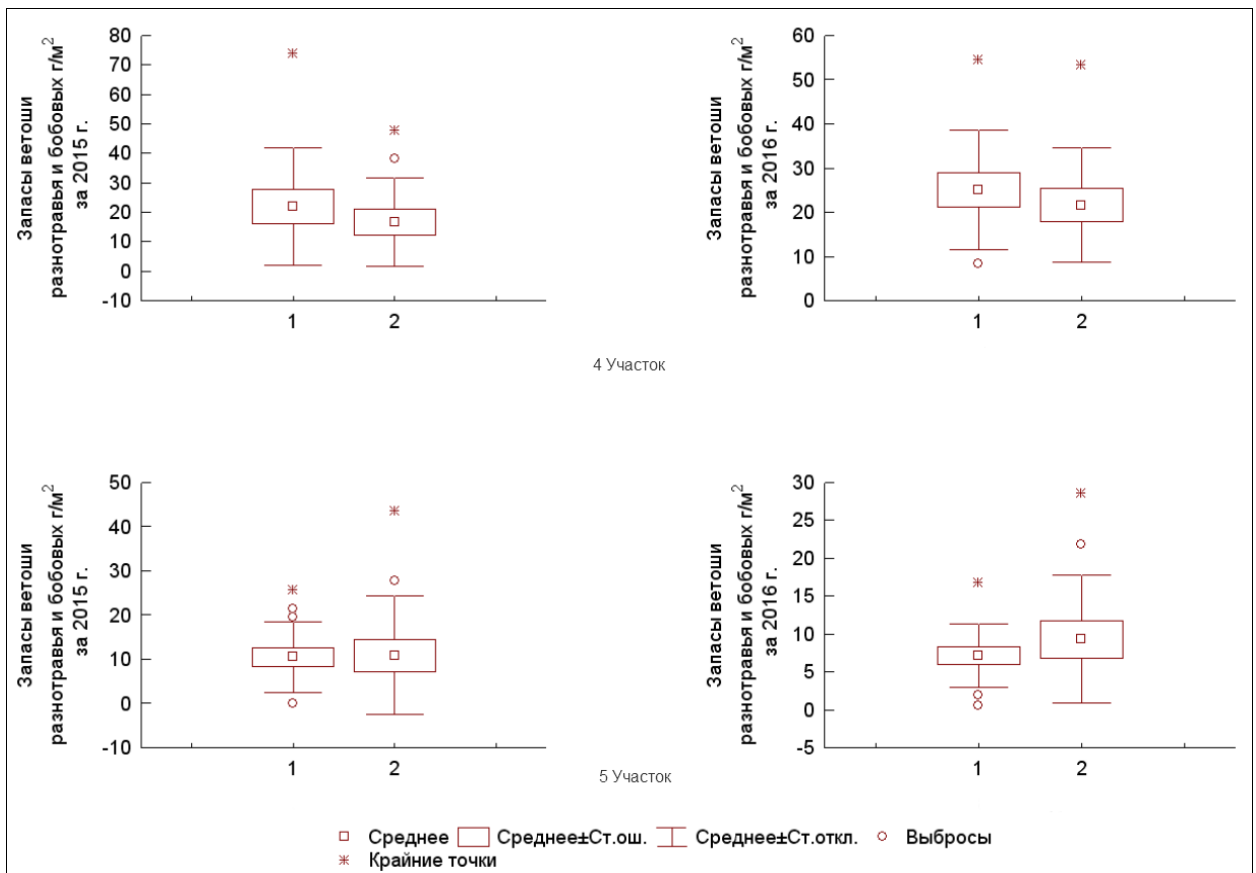 Запасы ветоши
разнотравья и бобовых г/м²
за 2015 г.
80
70
60
50
40
30
20
10
0
-10
1 2
Запасы ветоши
разнотравья и бобовых г/м²
за 2016 г.
60
50
40
30
20
10
0
1 2
4 Участок
Запасы ветоши
разнотравья и бобовых г/м²
за 2015 г.
50
40
30
20
10
0
-10
1 2
Запасы ветоши
разнотравья и бобовых г/м²
за 2016 г.
30
25
20
15
10
5
0
-5
1 2
5 Участок
Среднее Среднее±Ст.ош. Среднее±Ст.откл. Выбросы
Крайние точки